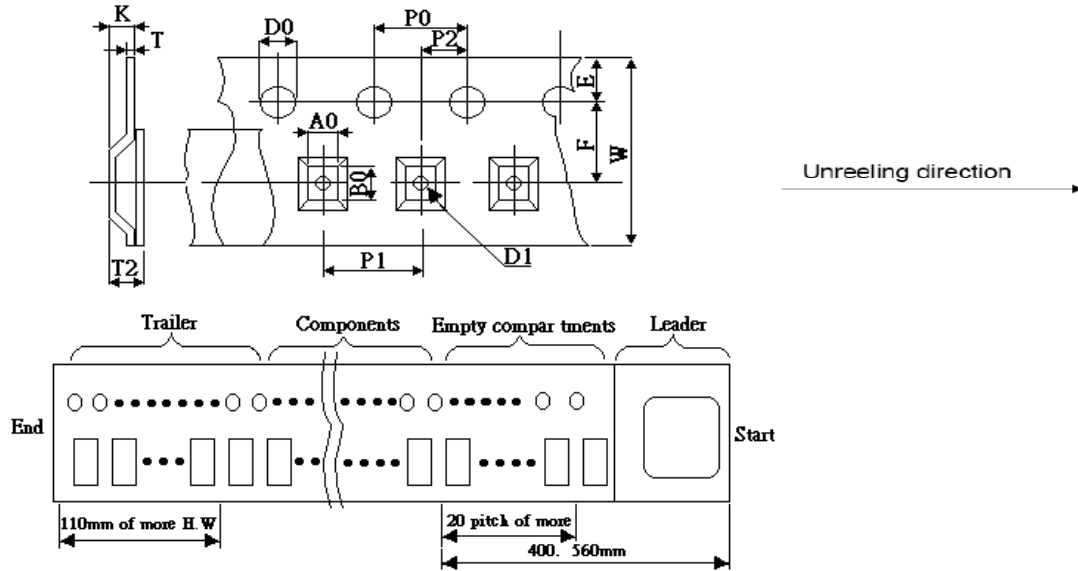 K
T
D0
P0
P2
E
A0
F
W
B0
Unreeling direction
T2
P1
D1
Trailer
Components
Empty compar tments
Leader
End
Start
110mm of more H.W
20 pitch of more
400. 560mm